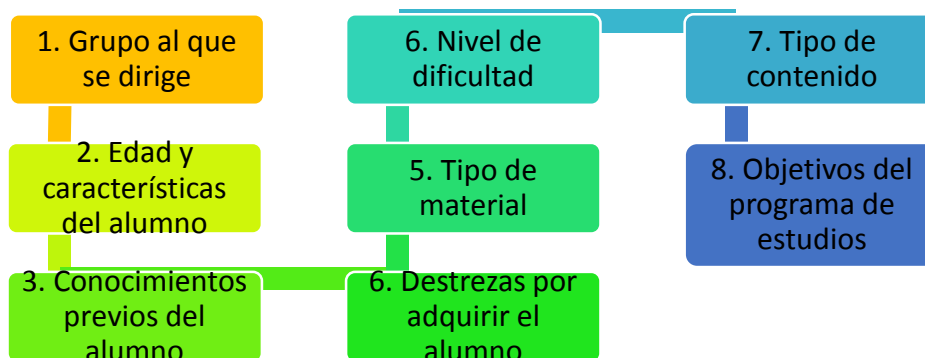 1. Grupo al que
se dirige
2. Edad y
características
del alumno
3. Conocimientos
previos del
alumno
6. Destrezas por
adquirir el
alumno
5. Tipo de
material
6. Nivel de
dificultad
7. Tipo de
contenido
8. Objetivos del
programa de
estudios